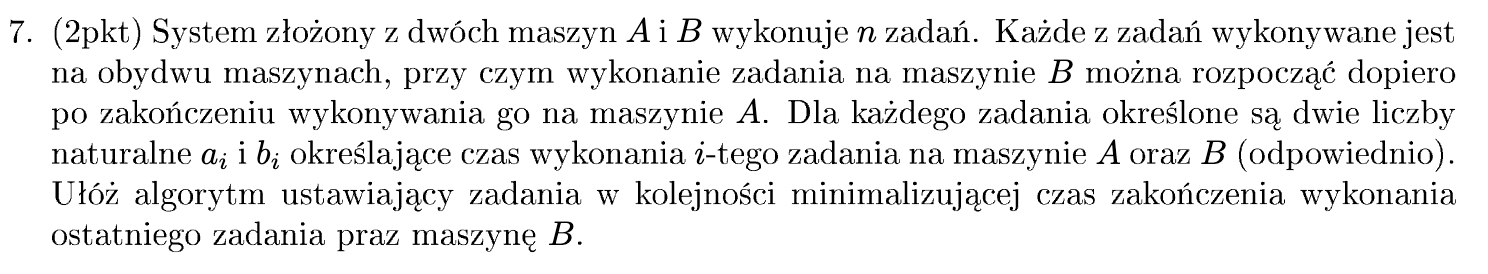 7. (2pkt) System złożony z dwóch maszyn A i B wykonuje n zadań. Każde z zadań wykonywane jest
na obydwu maszynach, przy czym wykonanie zadania na maszynie B można rozpocząć dopiero
po zakończeniu wykonywania go na maszynie A. Dla każdego zadania określone są dwie liczby
naturalne a_i i b_i określające czas wykonania i-tego zadania na maszynie A oraz B (odpowiednio).
Ułóż algorytm ustawiający zadania w kolejności minimalizującej czas zakończenia wykonania
ostatniego zadania praz maszynę B.